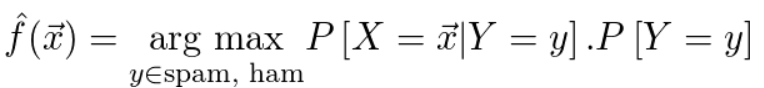 f̂(x⃗) = arg max P[X = x⃗|Y = y].P[Y = y]
y∈spam, ham